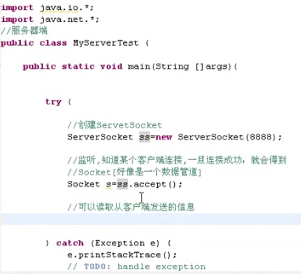 import java.io.*;
import java.net.*;
//服务器端
public class MyServerTest {
public static void main(String []args){
try {
//创建ServetSocket
ServerSocket ss=new ServerSocket(8888);
//监听,知道某个客户端连接,一旦连接成功,就会得到
//Socket[好像是一个数据管道]
Socket s=ss.accept();
//可以读取从客户端发送的信息
} catch (Exception e) {
e.printStackTrace();
// TODO: handle exception